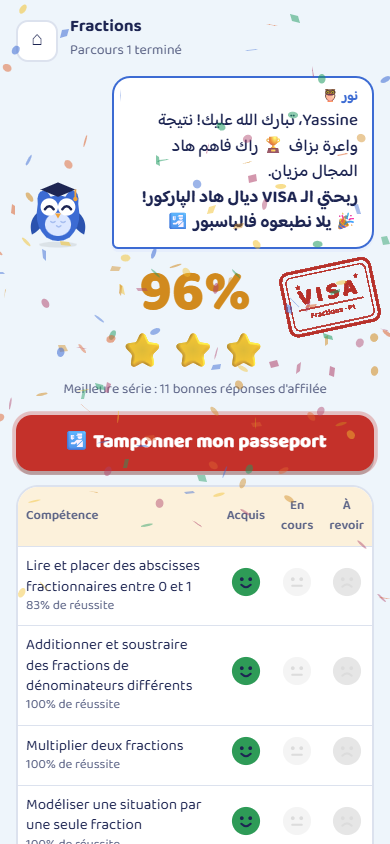 Fractions
Parcours 1 terminé
نور
Yassine، تبارك الله عليك! نتيجة
واعرة بزاف 🏆 راك فاهم هاد
المجال مزيان.
ربحتي الـ VISA ديال هاد الپاركور!
🎉 يلا نطبعوه فالباسبور 🛂
96%
VISA
Fractions · P1
Meilleure série : 11 bonnes réponses d'affilée
🛂 Tamponner mon passeport
Compétence Acquis En cours À revoir
Lire et placer des abscisses
fractionnaires entre 0 et 1
83% de réussite
Additionner et soustraire
des fractions de
dénominateurs différents
100% de réussite
Multiplier deux fractions
100% de réussite
Modéliser une situation par
une seule fraction
100% de réussite